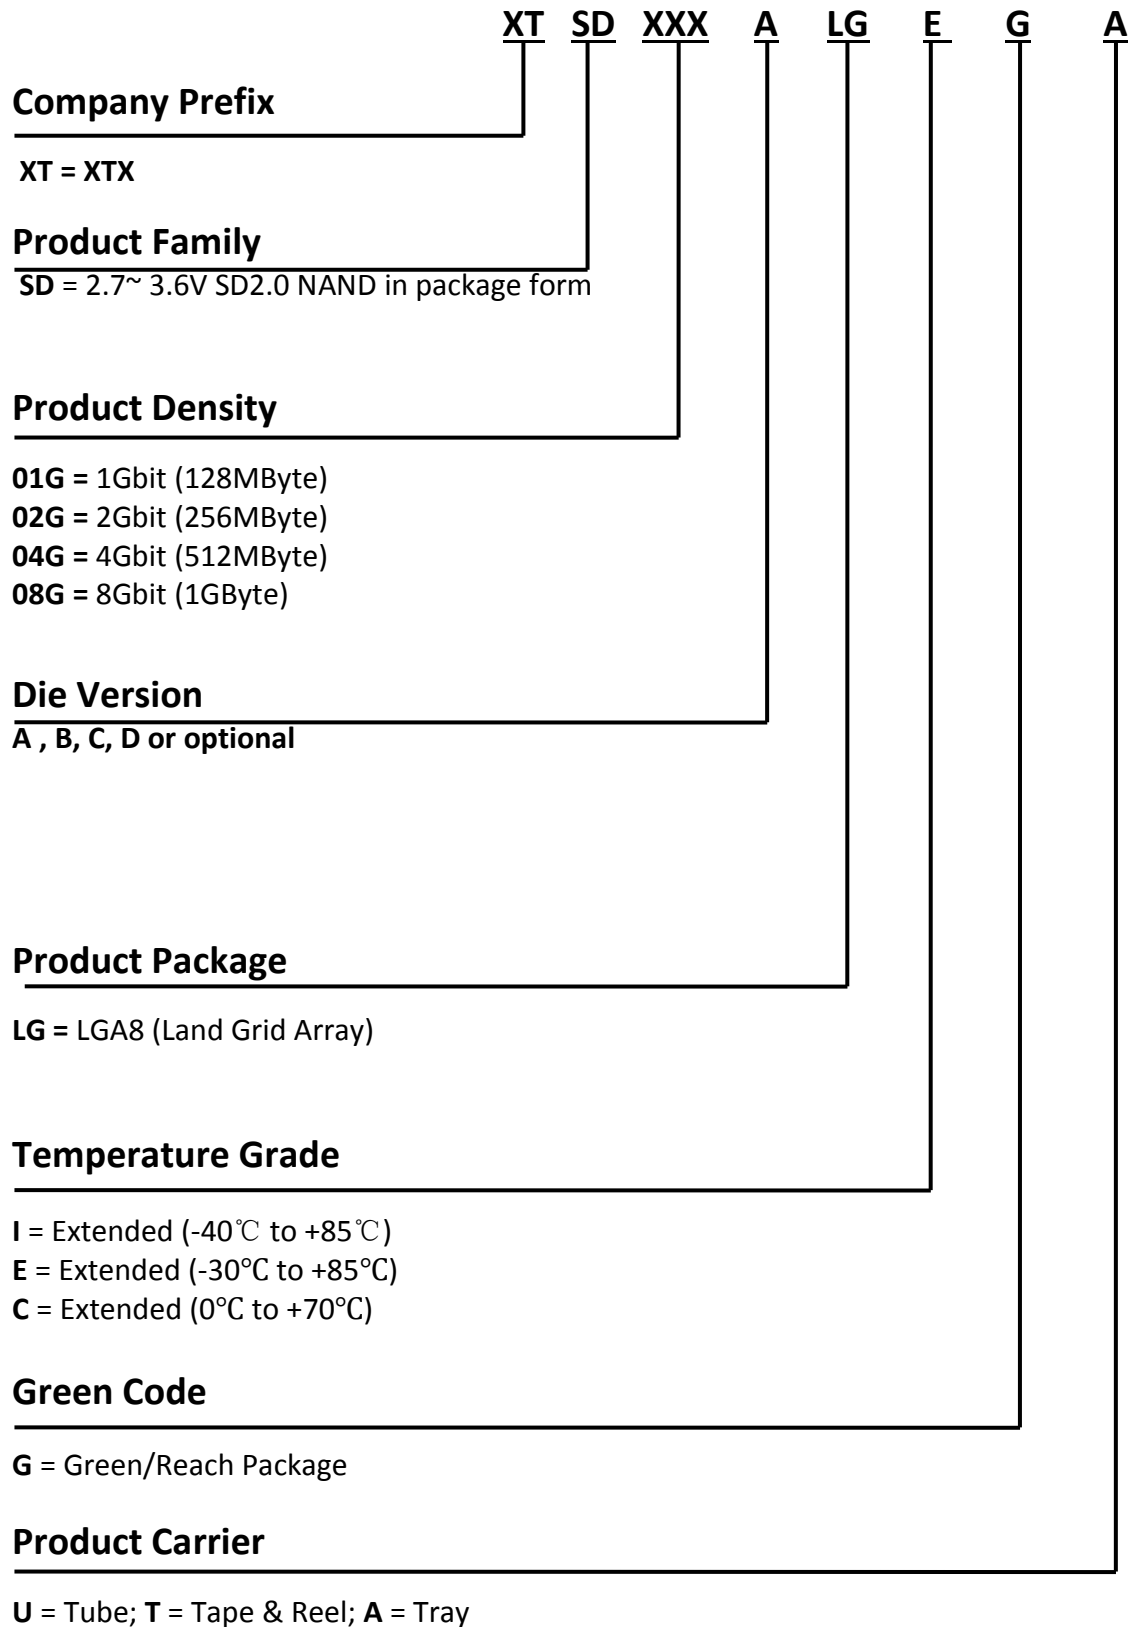 XT SD XXX A LG E G A
Company Prefix
XT = XTX
Product Family
SD = 2.7~ 3.6V SD2.0 NAND in package form
Product Density
01G = 1Gbit (128MByte)
02G = 2Gbit (256MByte)
04G = 4Gbit (512MByte)
08G = 8Gbit (1GByte)
Die Version
A , B, C, D or optional
Product Package
LG = LGA8 (Land Grid Array)
Temperature Grade
I = Extended (-40℃ to +85℃)
E = Extended (-30℃ to +85℃)
C = Extended (0℃ to +70℃)
Green Code
G = Green/Reach Package
Product Carrier
U = Tube; T = Tape & Reel; A = Tray